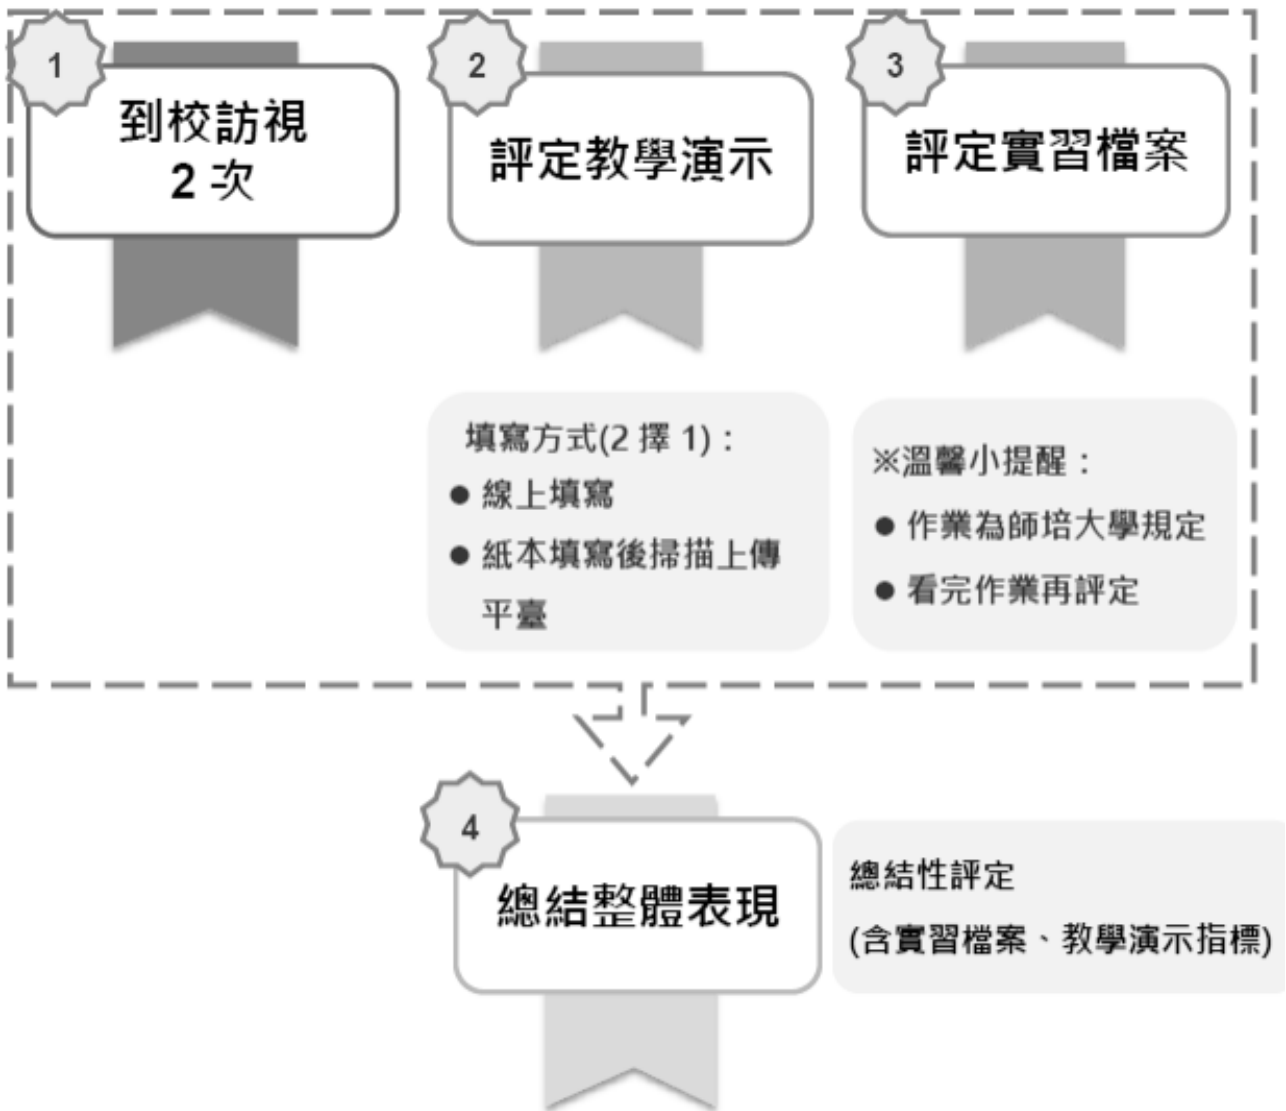 1
到校訪視
2 次
2
評定教學演示
3
評定實習檔案
填寫方式(2 擇 1)：
● 線上填寫
● 紙本填寫後掃描上傳
平臺
※溫馨小提醒：
● 作業為師培大學規定
● 看完作業再評定
4
總結整體表現
總結性評定
(含實習檔案、教學演示指標)